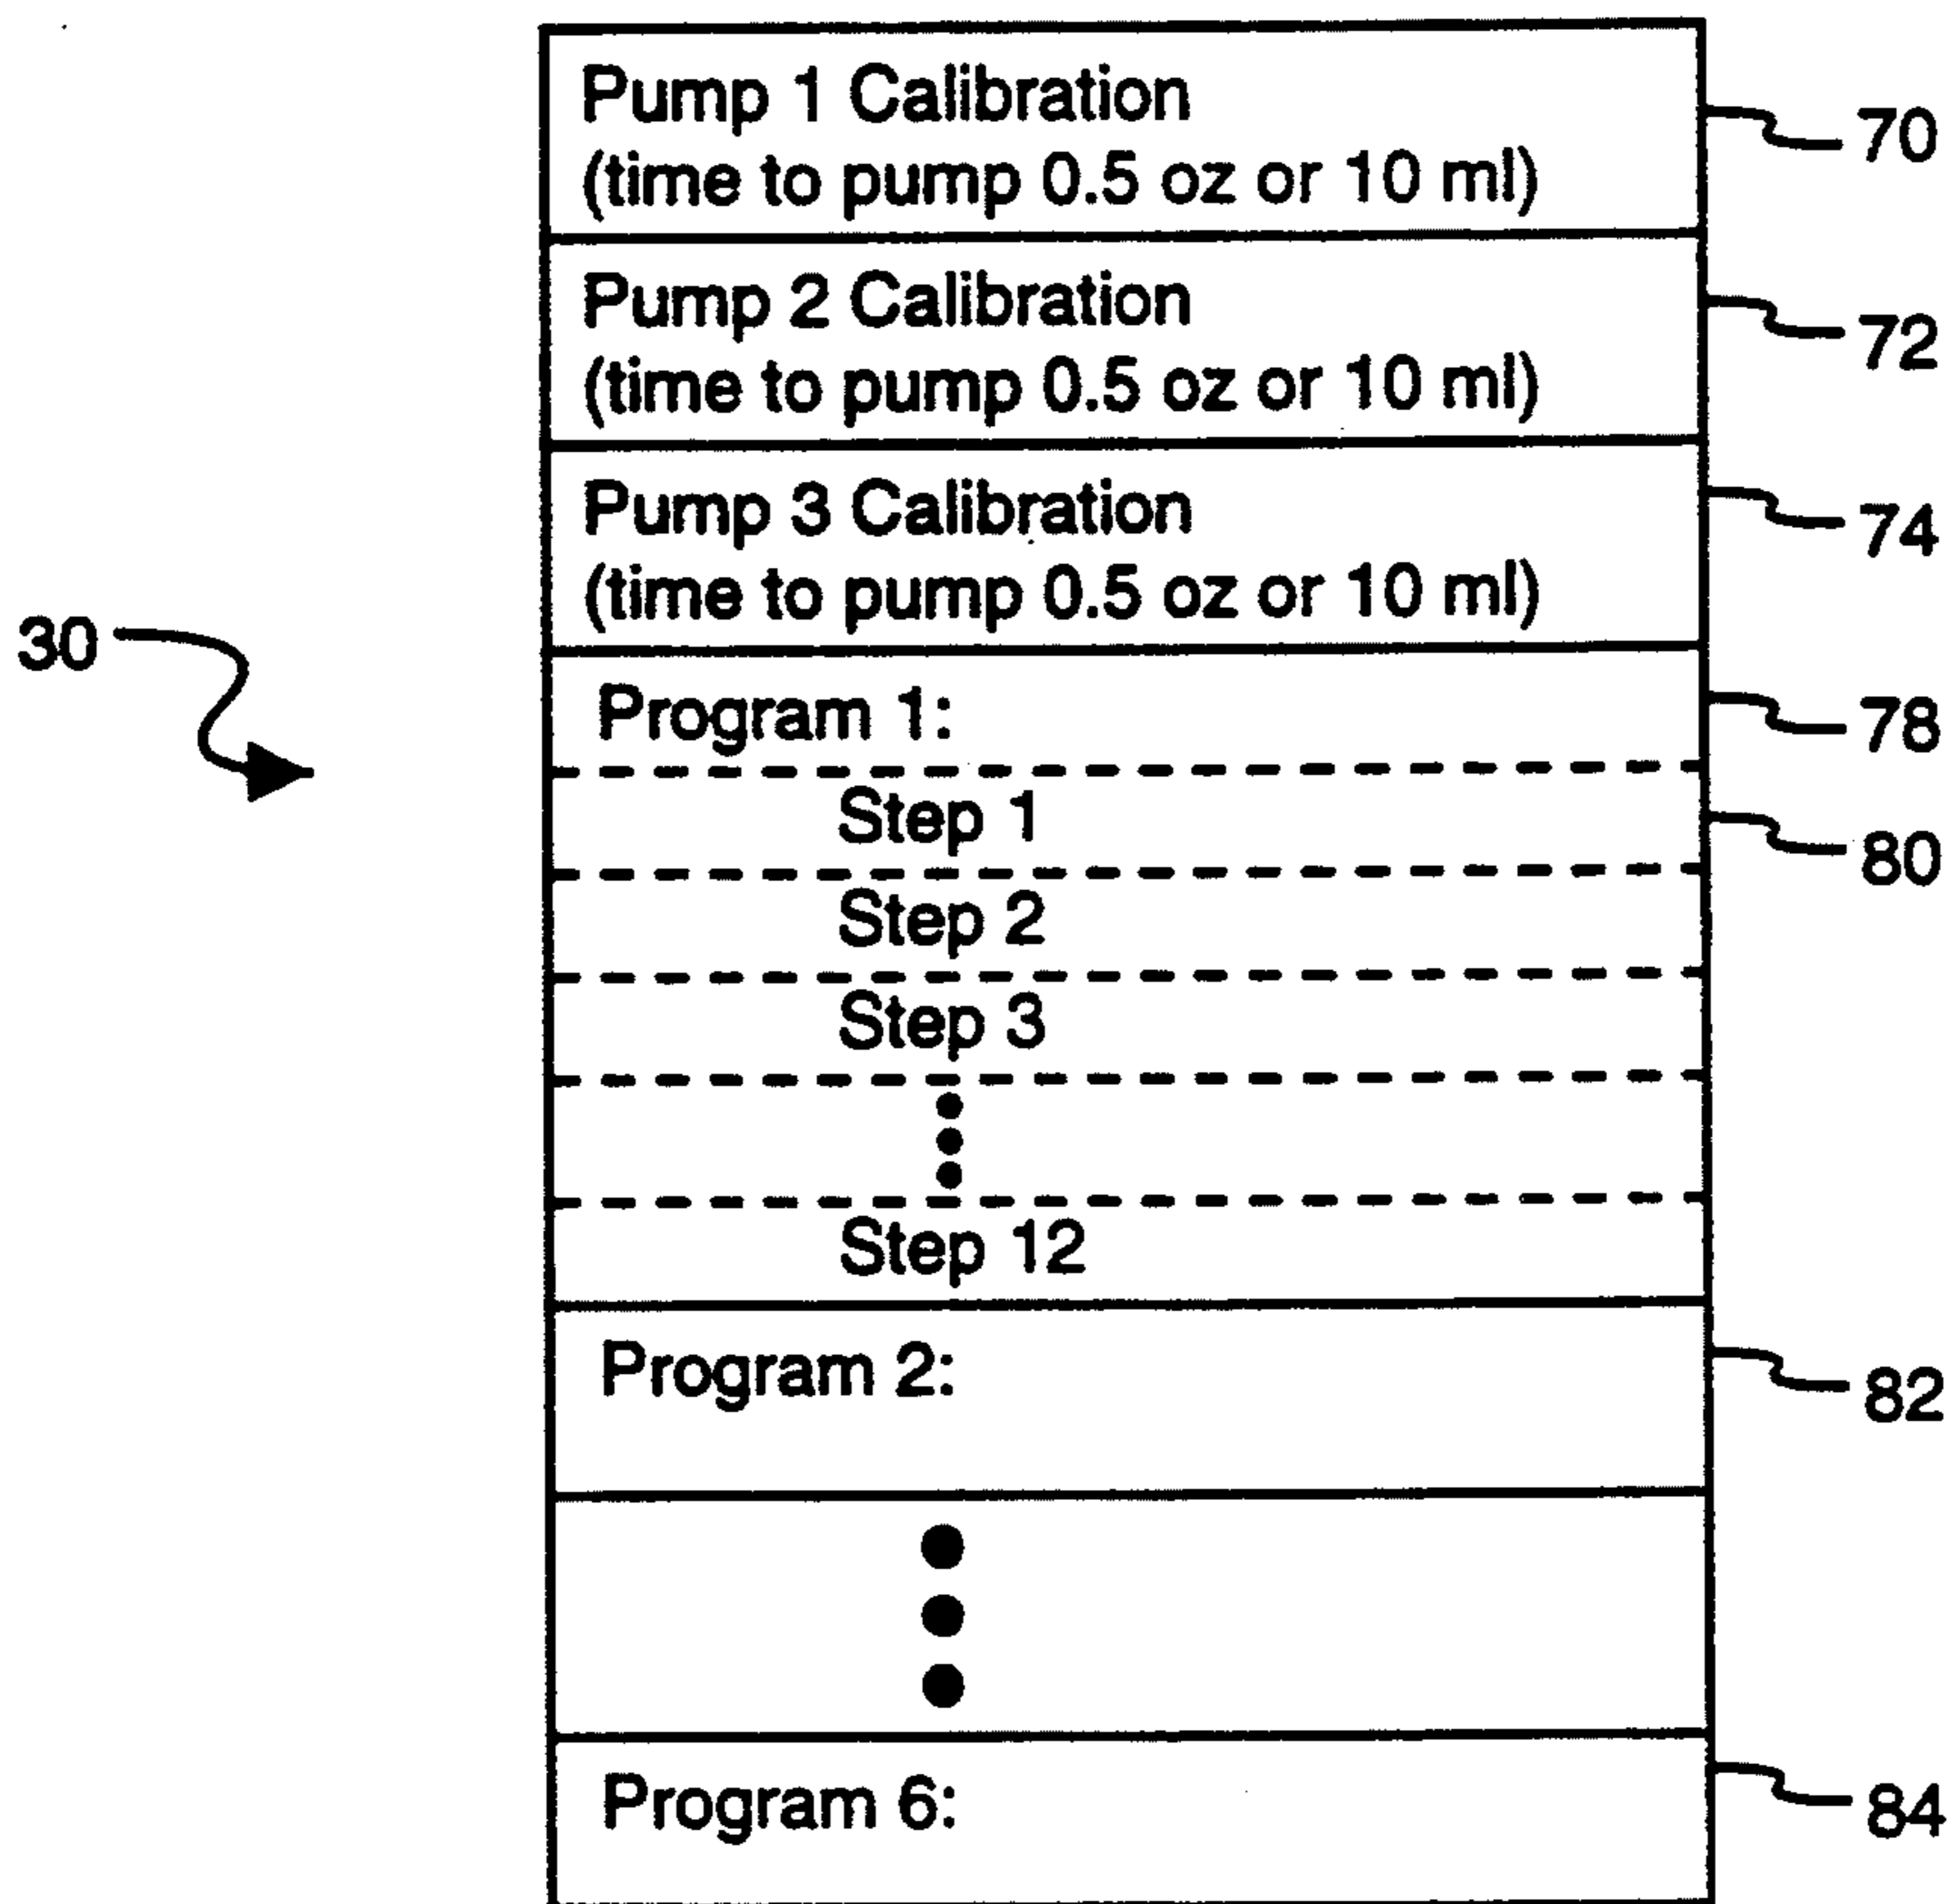 Pump 1 Calibration
(time to pump 0.5 oz or 10 ml)
70
Pump 2 Calibration
(time to pump 0.5 oz or 10 ml)
72
Pump 3 Calibration
(time to pump 0.5 oz or 10 ml)
74
30
Program 1:
78
Step 1
80
Step 2
Step 3
Step 12
Program 2:
82
Program 6:
84